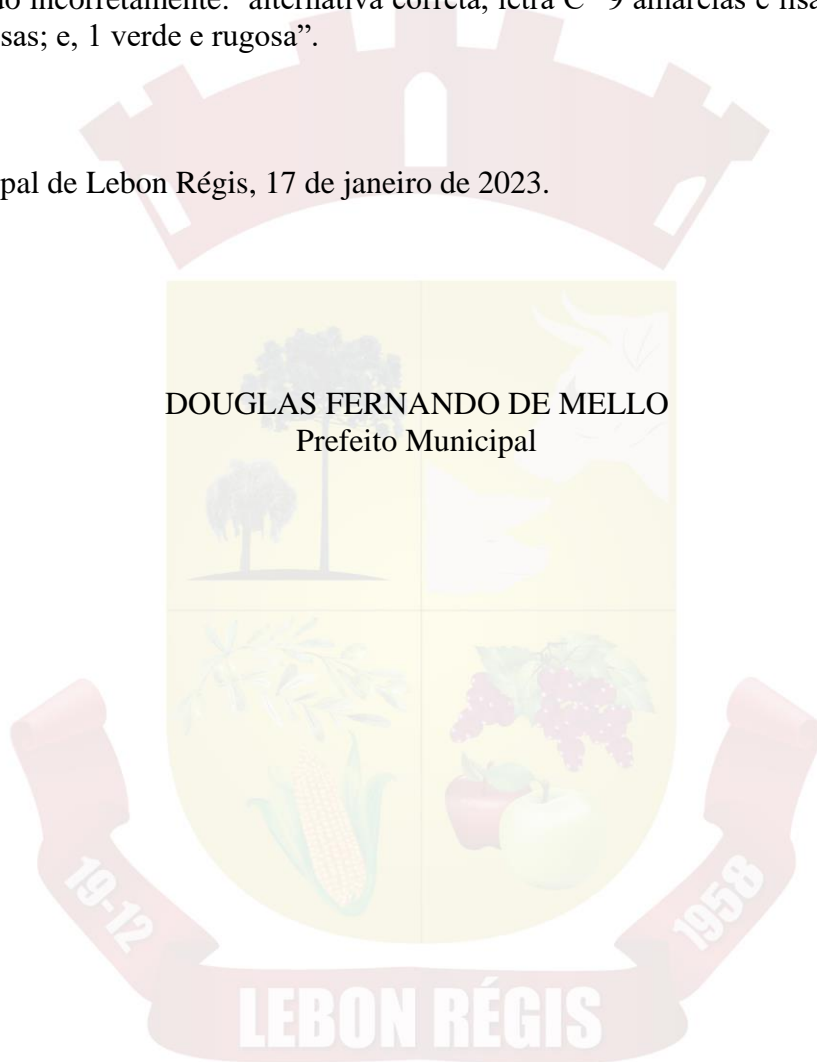 incorretamente: "alternativa correta, letra C "9 amarelas e
sas; e, 1 verde e rugosa".
pal de Lebon Régis, 17 de janeiro de 2023.
DOUGLAS FERNANDO DE MELLO
Prefeito Municipal
19-12
1958
LEBON RÉGIS